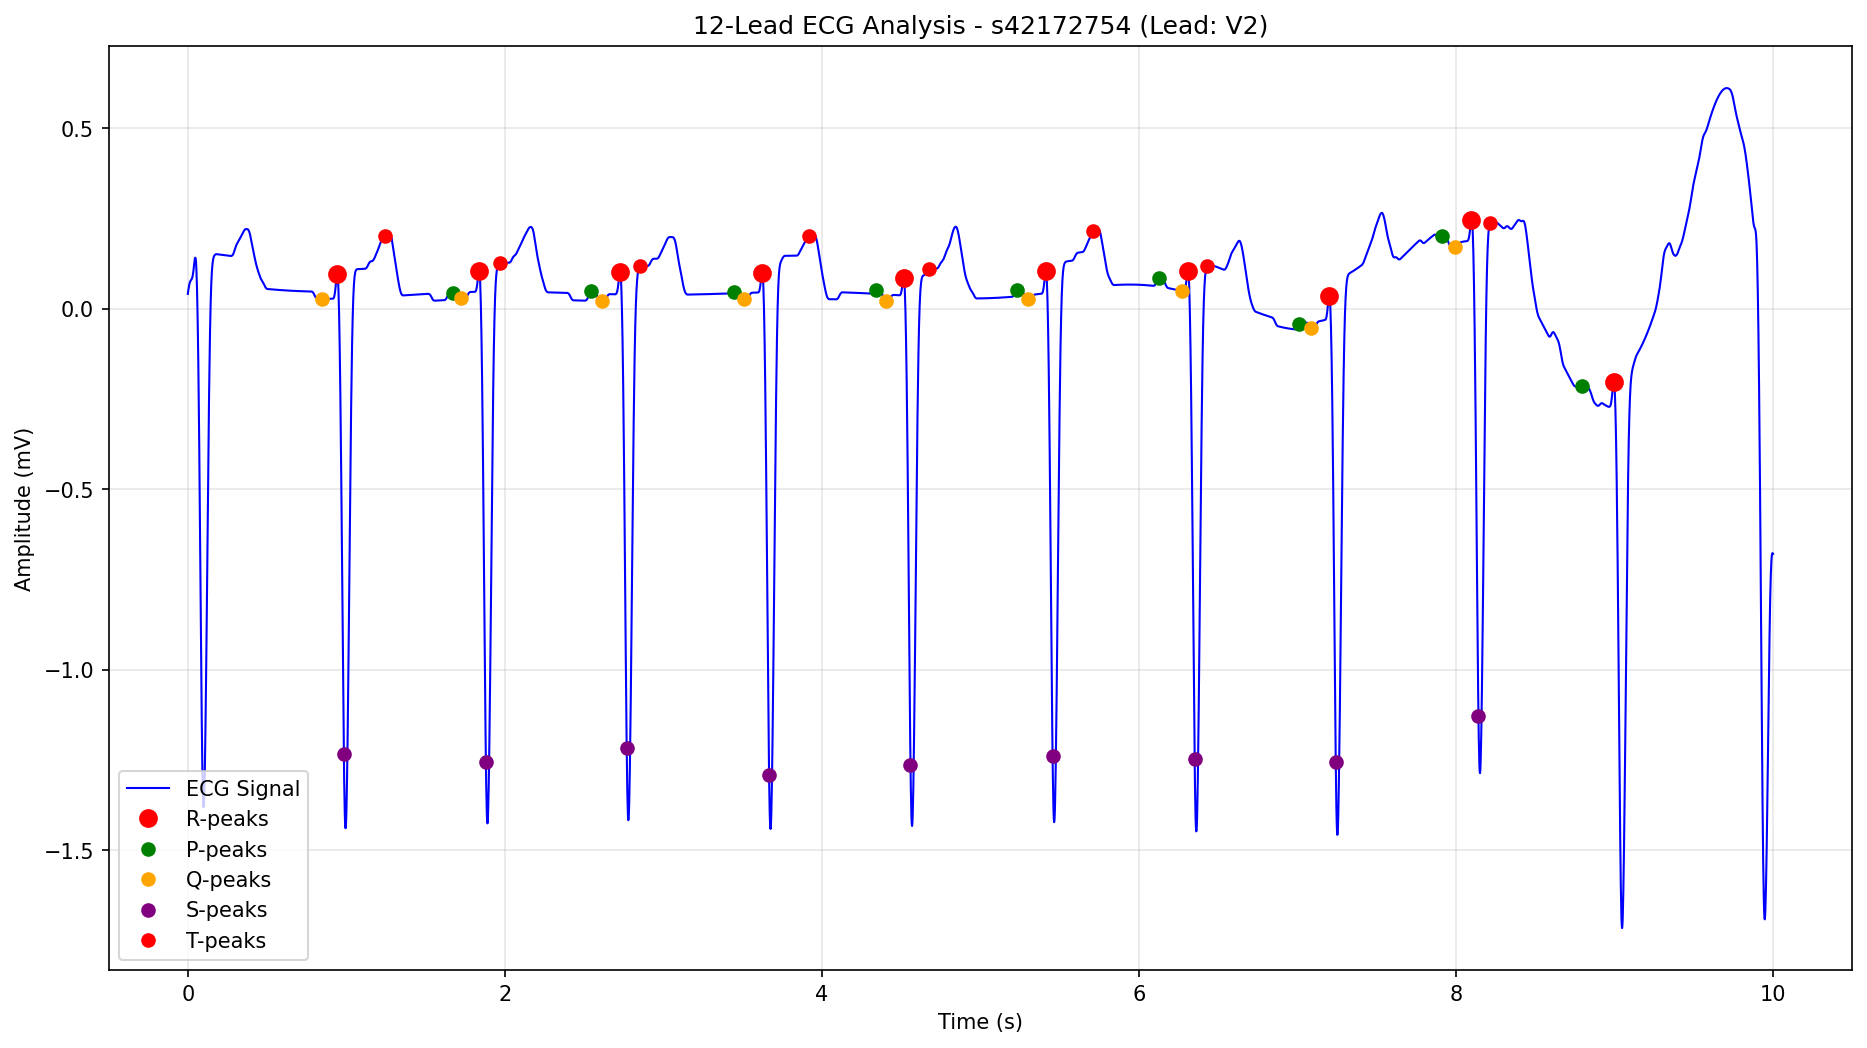 12-Lead ECG Analysis - s42172754 (Lead: V2)
Amplitude (mV)
0.5
0.0
−0.5
−1.0
−1.5
ECG Signal
R-peaks
P-peaks
Q-peaks
S-peaks
T-peaks
0 2 4 6 8 10
Time (s)